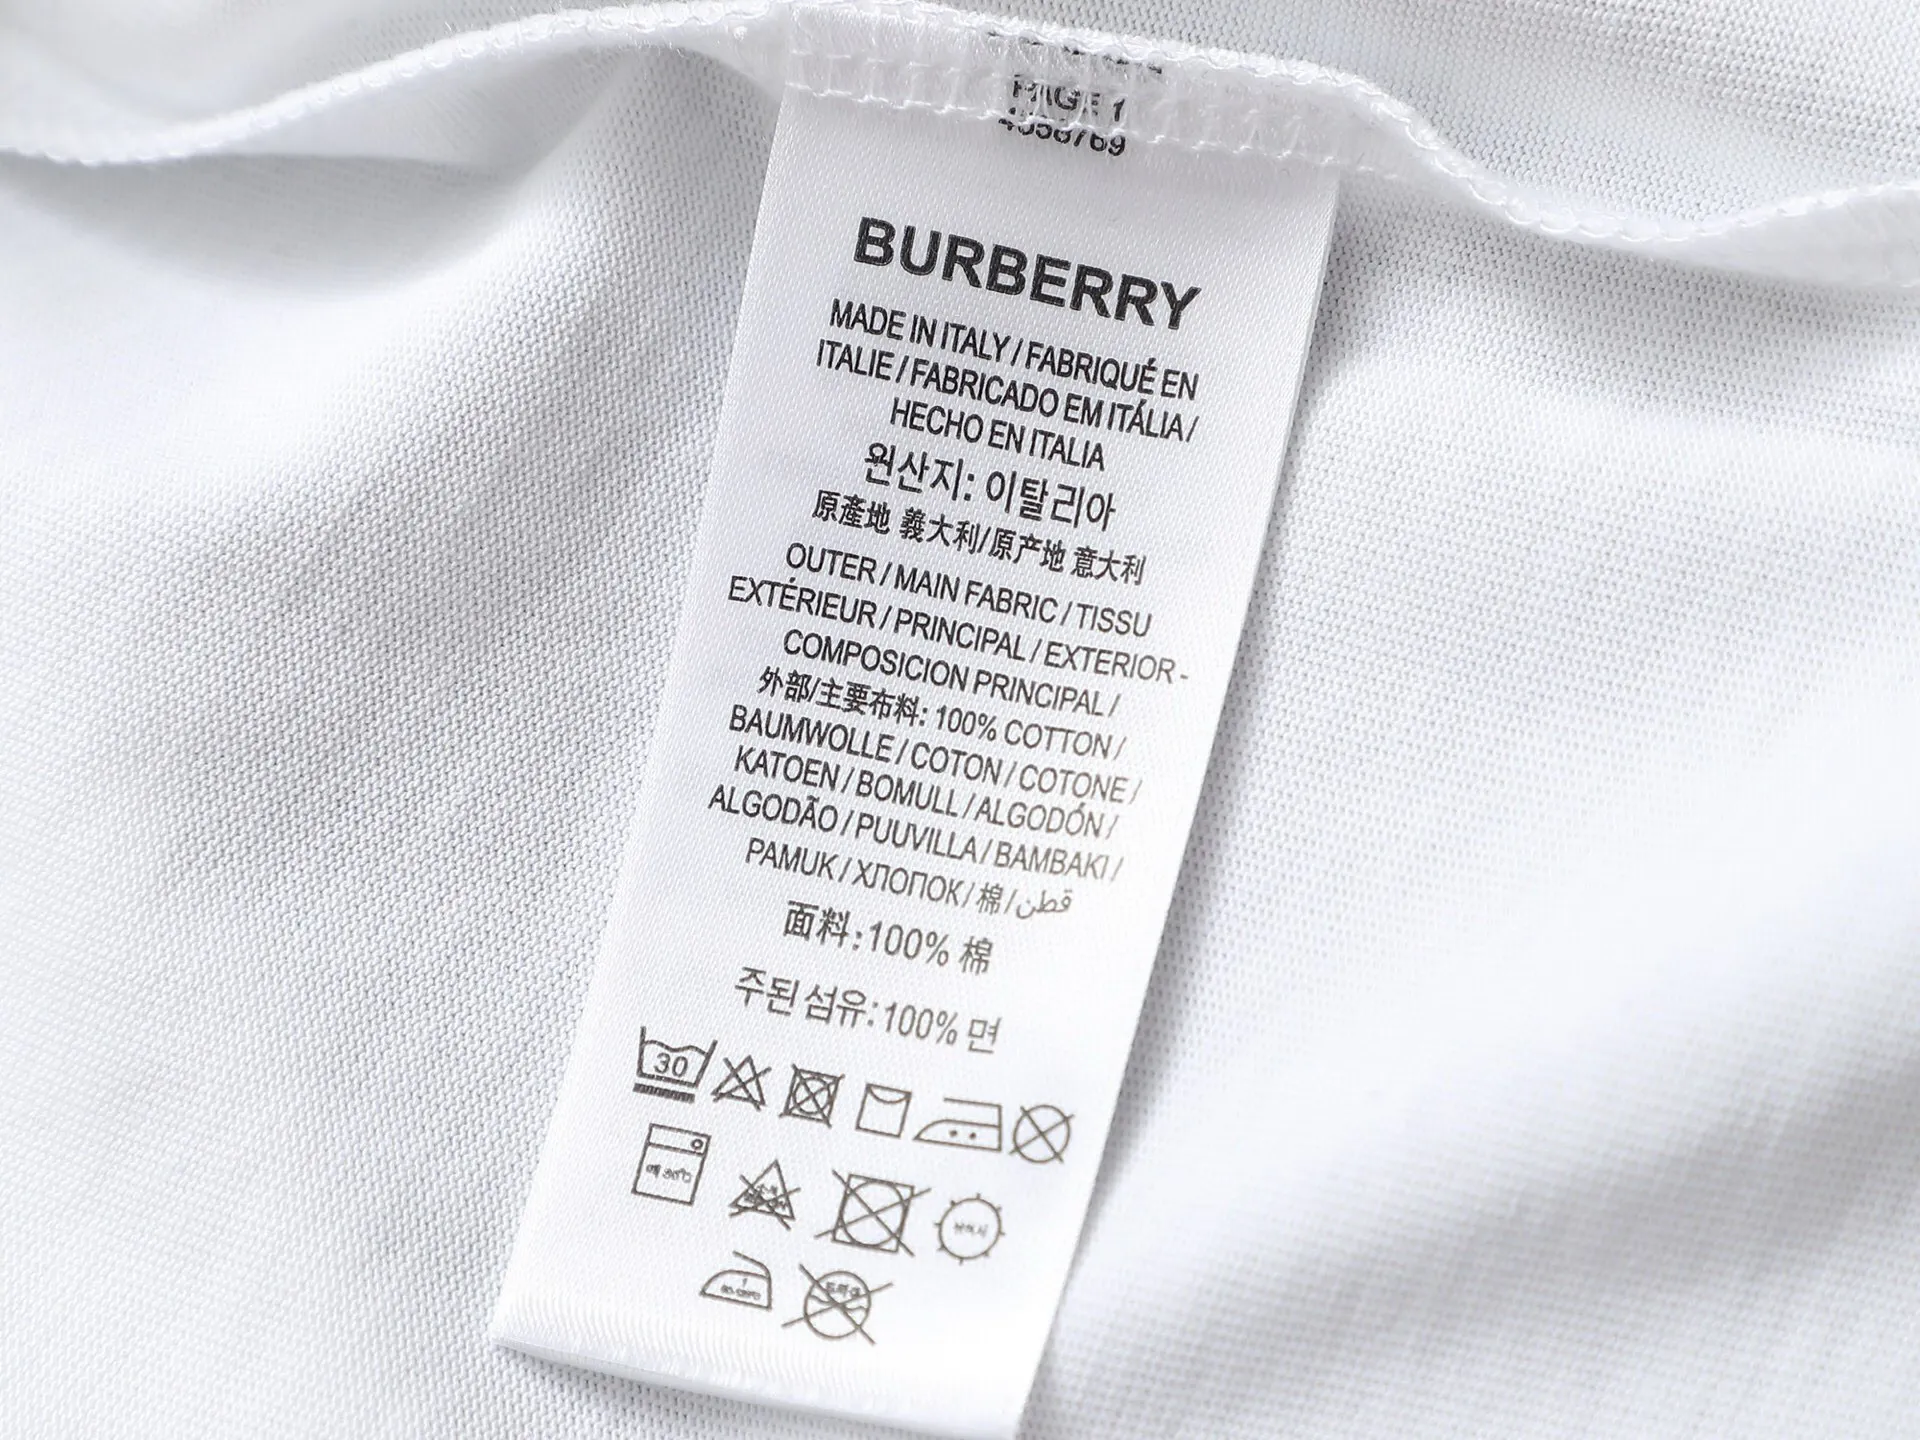 PAGE 1
4558769
BURBERRY
MADE IN ITALY / FABRIQUÉ EN
ITALIE / FABRICADO EM ITÁLIA /
HECHO EN ITALIA
원산지: 이탈리아
原產地 義大利/原产地 意大利
OUTER / MAIN FABRIC / TISSU
EXTÉRIEUR / PRINCIPAL / EXTERIOR -
COMPOSICION PRINCIPAL /
外部/主要布料: 100% COTTON /
BAUMWOLLE / COTON / COTONE /
KATOEN / BOMULL / ALGODÓN /
ALGODÃO / PUUVILLA / BAMBAKI /
PAMUK / ХЛОПОК / 棉 / قطن
面料:100% 棉
주된 섬유:100% 면
30